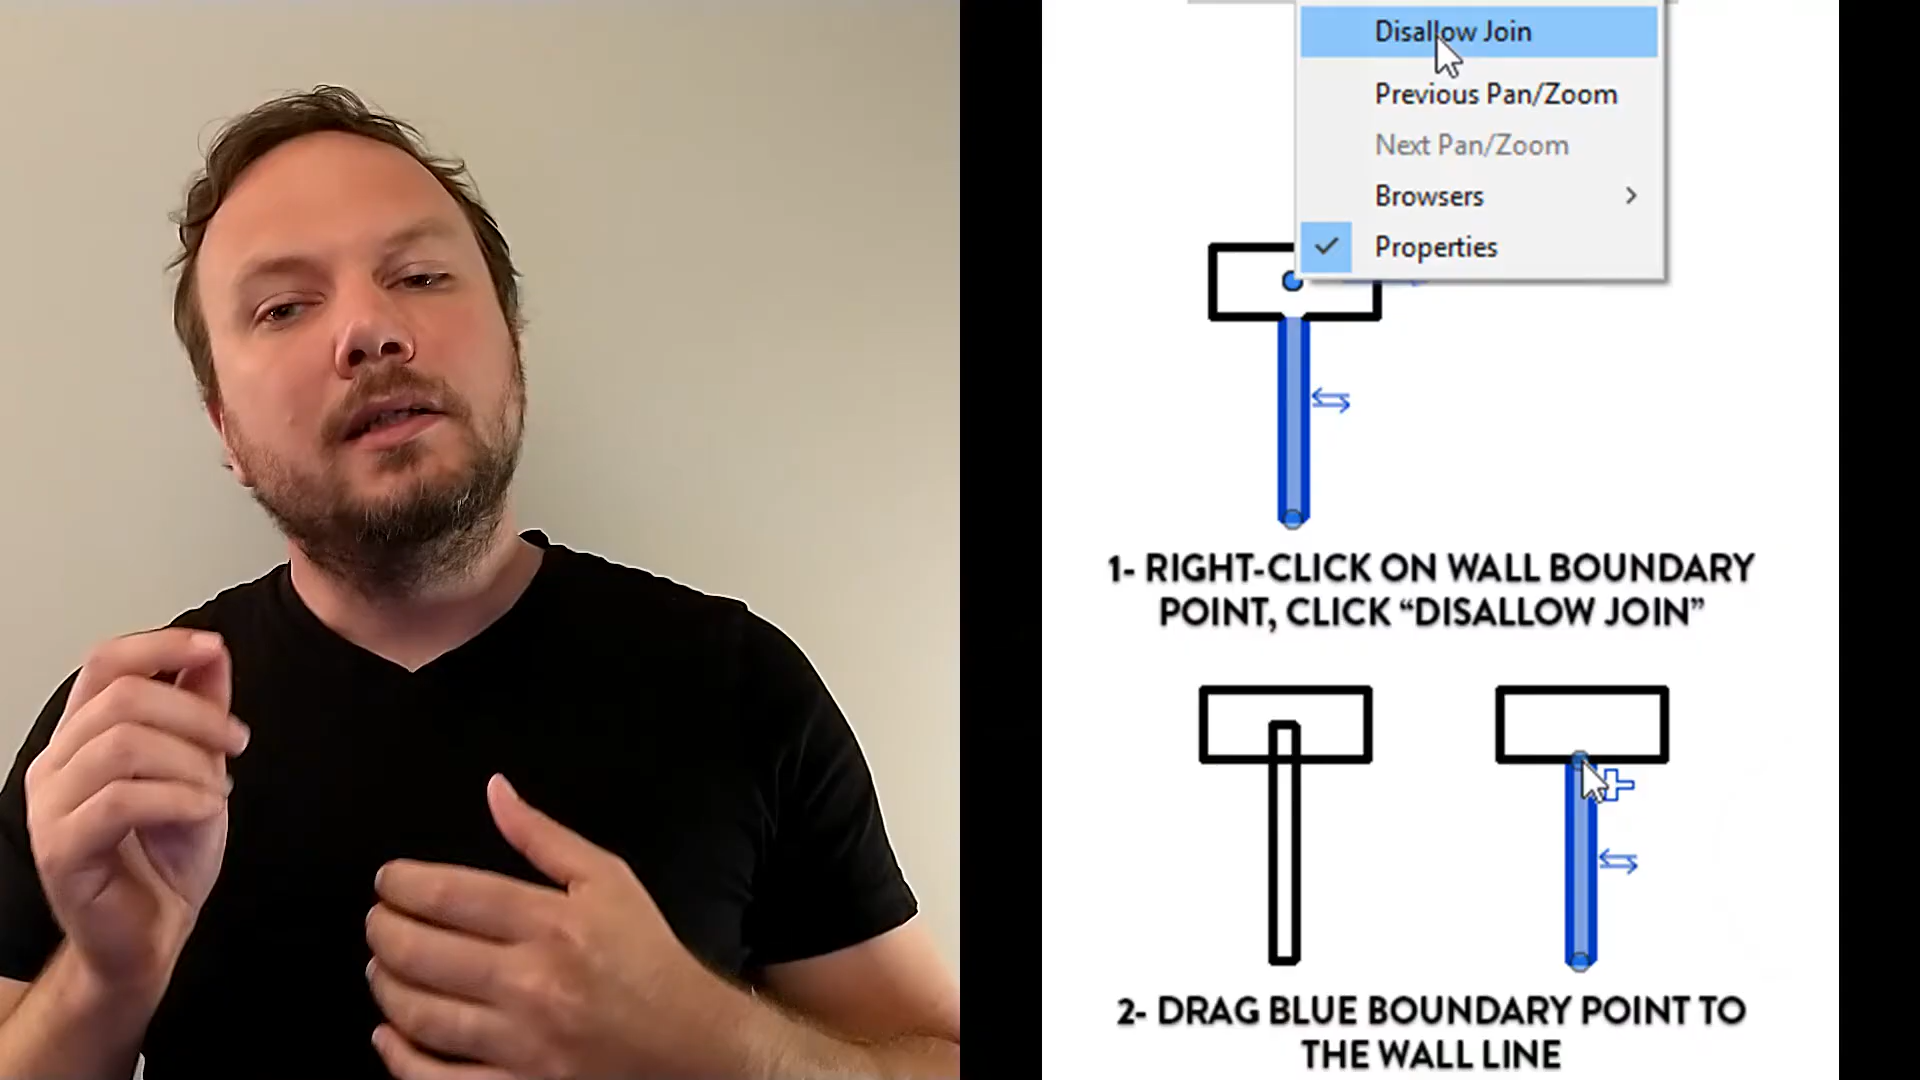 Disallow Join
Previous Pan/Zoom
Next Pan/Zoom
Browsers
Properties
1- RIGHT-CLICK ON WALL BOUNDARY
POINT, CLICK “DISALLOW JOIN”
2- DRAG BLUE BOUNDARY POINT TO
THE WALL LINE